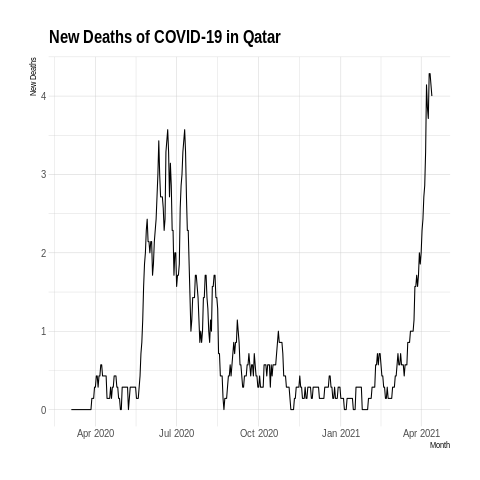 New Deaths of COVID-19 in Qatar
New Deaths
4
3
2
1
0
Apr 2020 Jul 2020 Oct 2020 Jan 2021 Apr 2021
Month